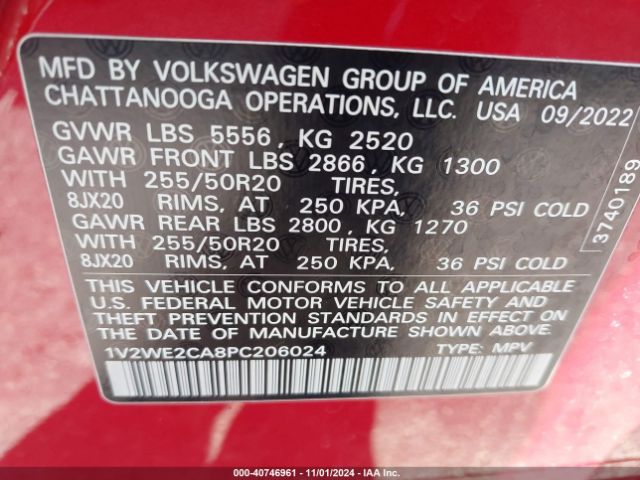 MFD BY VOLKSWAGEN GROUP OF AMERICA
CHATTANOOGA OPERATIONS, LLC. USA 09/2022
GVWR LBS 5556, KG 2520
GAWR FRONT LBS 2866, KG 1300
WITH 255/50R20 TIRES,
8JX20 RIMS, AT 250 KPA, 36 PSI COLD
GAWR REAR LBS 2800, KG 1270
WITH 255/50R20 TIRES,
8JX20 RIMS, AT 250 KPA, 36 PSI COLD
THIS VEHICLE CONFORMS TO ALL APPLICABLE
U.S. FEDERAL MOTOR VEHICLE SAFETY AND
THEFT PREVENTION STANDARDS IN EFFECT ON
THE DATE OF MANUFACTURE SHOWN ABOVE.
1V2WE2CA8PC206024 TYPE: MPV
3740189
000-40746961 - 11/01/2024 - IAA Inc.